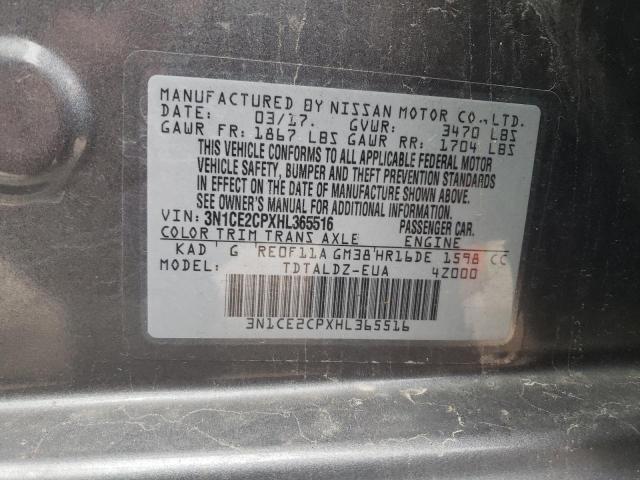 MANUFACTURED BY NISSAN MOTOR CO.,LTD.
DATE: 03/17. GVWR: 3470 LBS
GAWR FR: 1867 LBS GAWR RR: 1704 LBS
THIS VEHICLE CONFORMS TO ALL APPLICABLE FEDERAL MOTOR
VEHICLE SAFETY, BUMPER AND THEFT PREVENTION STANDARDS
IN EFFECT ON THE DATE OF MANUFACTURE SHOWN ABOVE.
SEE OWNER'S MANUAL FOR ADDITIONAL INFORMATION.
VIN: 3N1CE2CPXHL365516 PASSENGER CAR.
COLOR TRIM TRANS AXLE ENGINE
KAD G RE0F11A GM38 HR16DE 1598 CC
MODEL: TDTALDZ-EUA 4Z000
3N1CE2CPXHL365516